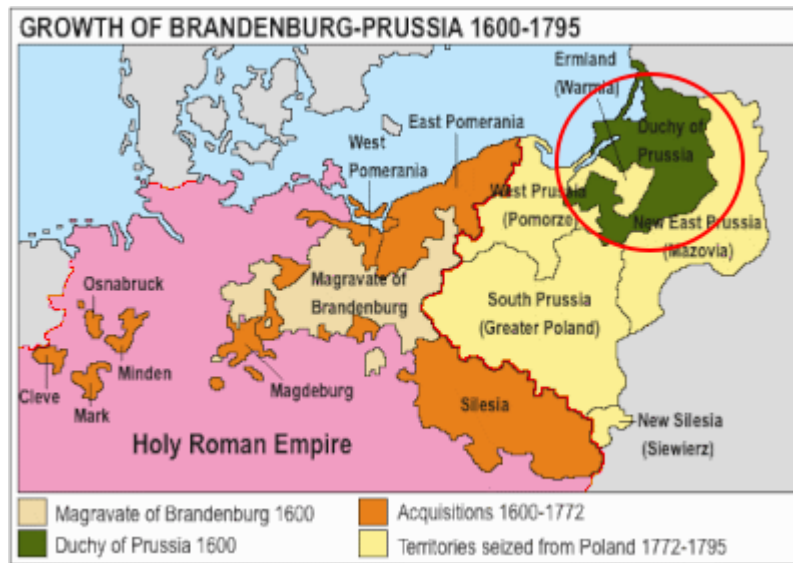 GROWTH OF BRANDENBURG-PRUSSIA 1600-1795
Ermland
(Warmia)
East Pomerania
West
Pomerania
Duchy of
Prussia
West Prussia
(Pomorze)
New East Prussia
(Mazovia)
Magravate of
Brandenburg
South Prussia
(Greater Poland)
Osnabruck
Minden
Cleve
Mark
Magdeburg
Silesia
New Silesia
(Siewierz)
Holy Roman Empire
Magravate of Brandenburg 1600
Acquisitions 1600-1772
Duchy of Prussia 1600
Territories seized from Poland 1772-1795